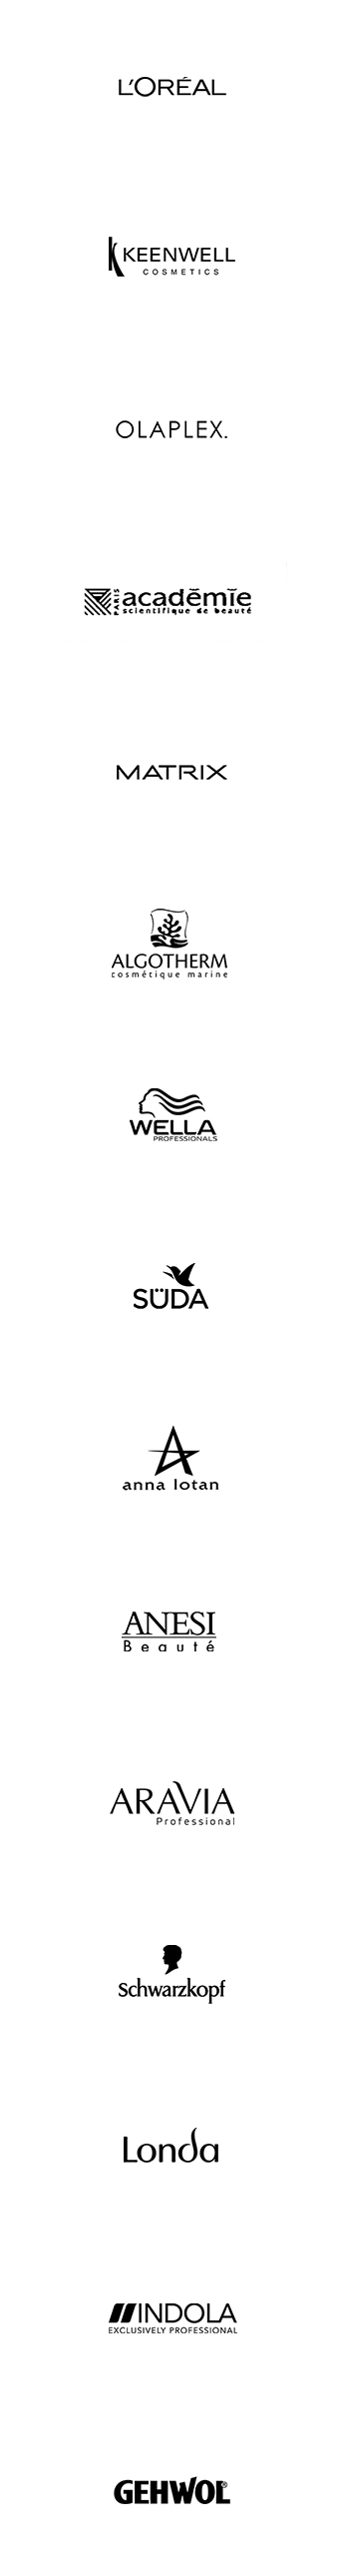 L'ORÉAL
KEENWELL
COSMETICS
OLAPLEX.
PARIS
académie
scientifique de beauté
MATRIX
ALGOTHERM
cosmétique marine
WELLA
PROFESSIONALS
SÜDA
anna lotan
ANESI
Beauté
ARAVIA
Professional
Schwarzkopf
Londa
INDOLA
EXCLUSIVELY PROFESSIONAL
GEHWOL®